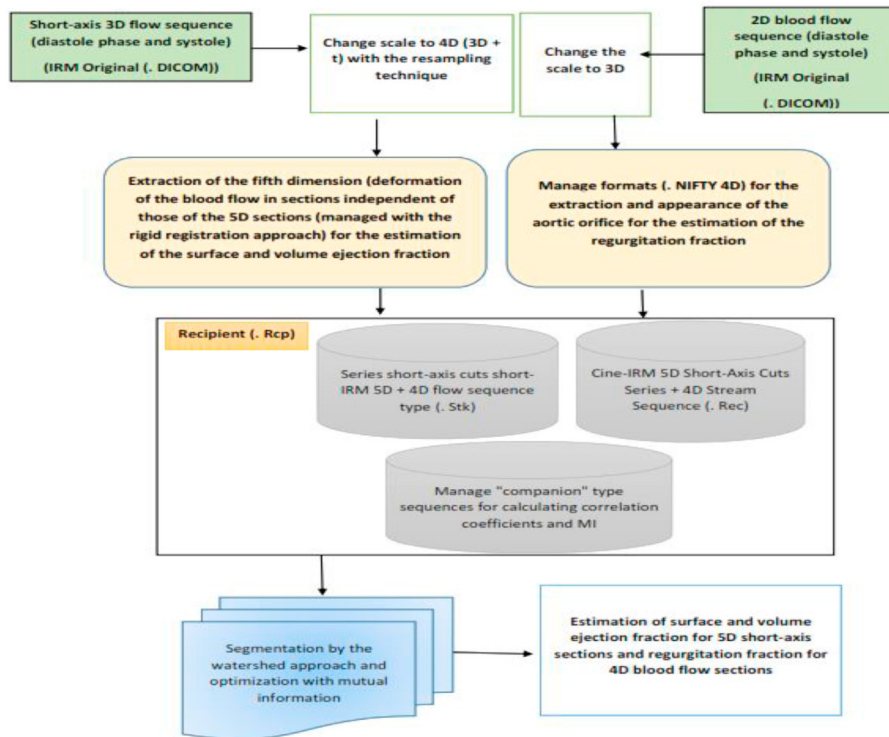 Short-axis 3D flow sequence
(diastole phase and systole)
(IRM Original (. DICOM))
Change scale to 4D (3D +
t) with the resampling
technique
Change the
scale to 3D
2D blood flow
sequence (diastole
phase and systole)
(IRM Original
(. DICOM))
Extraction of the fifth dimension (deformation
of the blood flow in sections independent of
those of the 5D sections (managed with the
rigid registration approach) for the estimation
of the surface and volume ejection fraction
Manage formats (. NIFTY 4D) for the
extraction and appearance of the
aortic orifice for the estimation of the
regurgitation fraction
Recipient (. Rcp)
Series short-axis cuts short-
IRM 5D + 4D flow sequence
type (. Stk)
Cine-IRM 5D Short-Axis Cuts
Series + 4D Stream
Sequence (. Rec)
Manage "companion" type
sequences for calculating correlation
coefficients and MI
Segmentation by the
watershed approach and
optimization with mutual
information
Estimation of surface and volume
ejection fraction for 5D short-axis
sections and regurgitation fraction for
4D blood flow sections